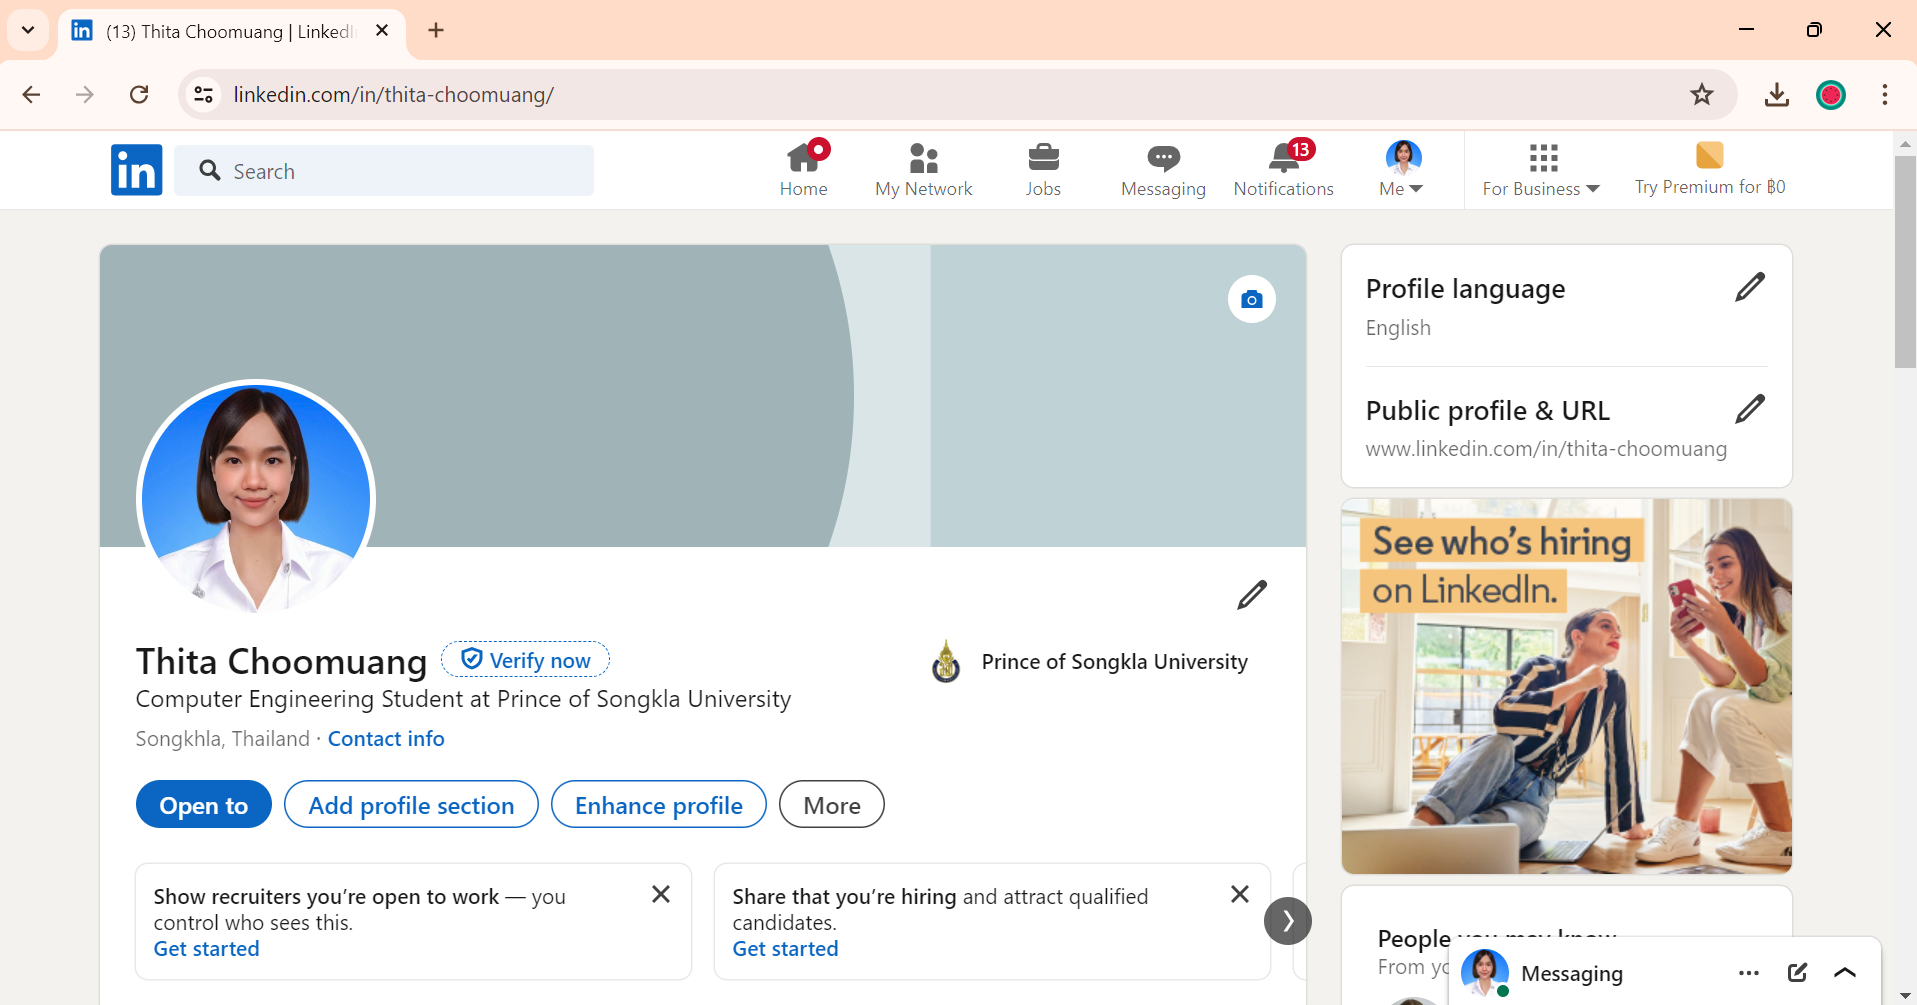 (13) Thita Choomuang | LinkedIn
linkedin.com/in/thita-choomuang/
in
Search
Home
My Network
Jobs
Messaging
13
Notifications
Me
For Business
Try Premium for ฿0
Profile language
English
Public profile & URL
www.linkedin.com/in/thita-choomuang
See who's hiring
on LinkedIn.
Thita Choomuang
Verify now
Prince of Songkla University
Computer Engineering Student at Prince of Songkla University
Songkhla, Thailand · Contact info
Open to
Add profile section
Enhance profile
More
Show recruiters you're open to work — you
control who sees this.
Get started
Share that you're hiring and attract qualified
candidates.
Get started
People you may know
From
Messaging